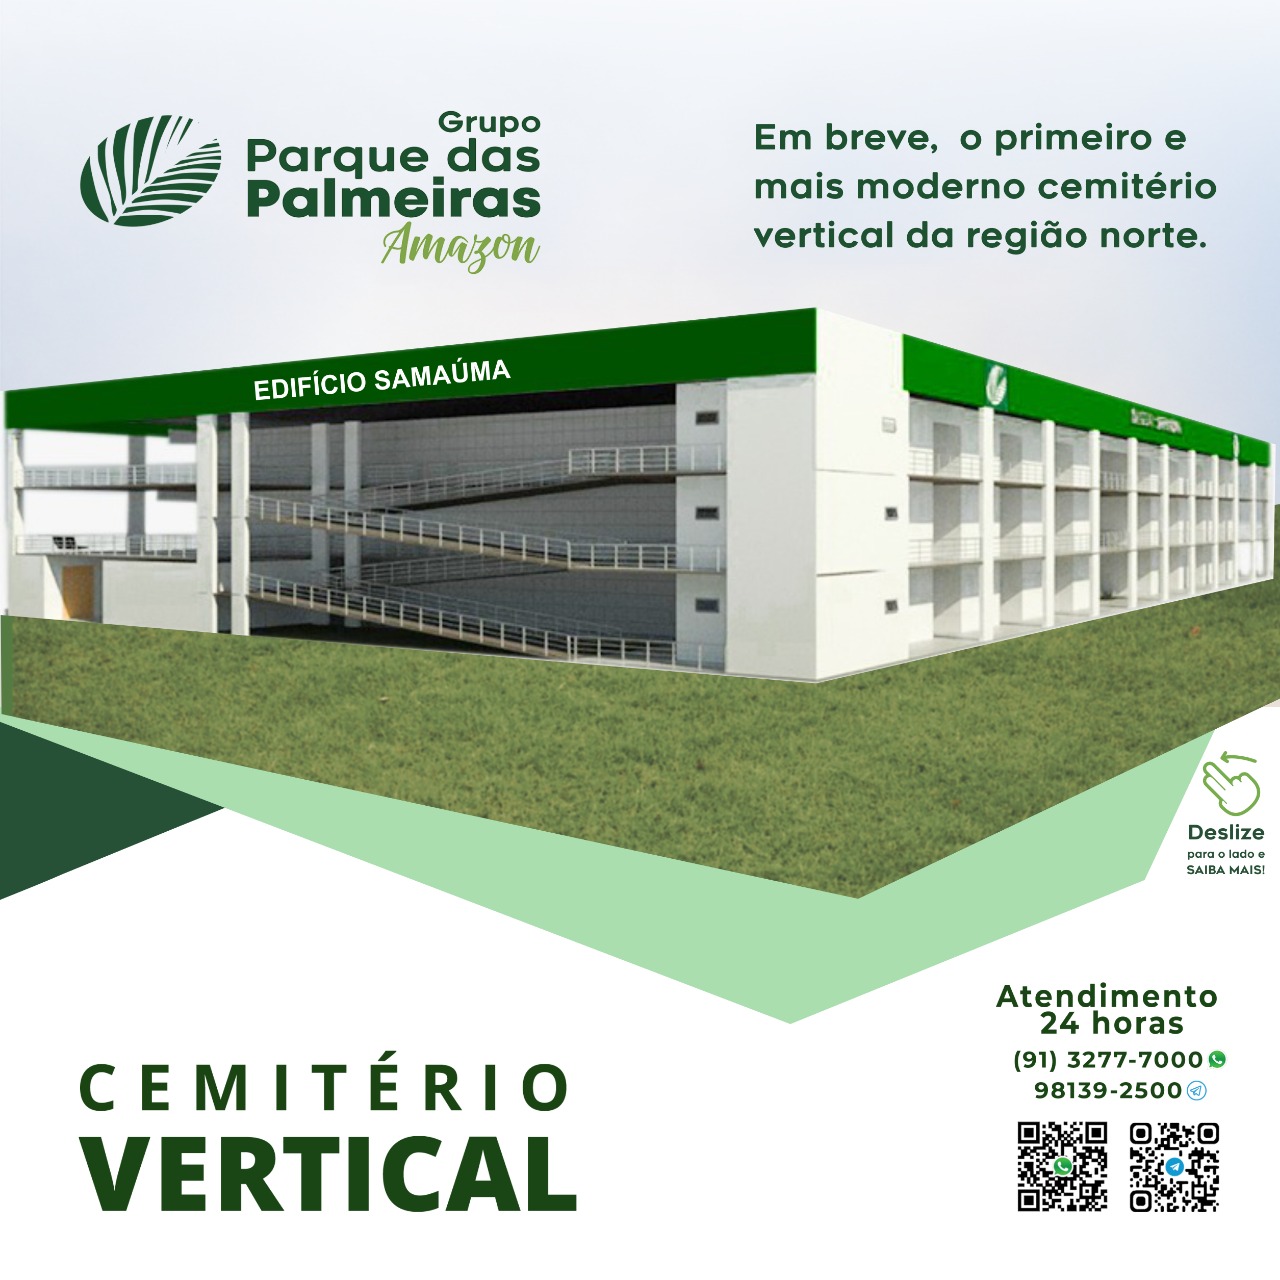 Grupo
Parque das
Palmeiras
Amazon
Em breve, o primeiro e
mais moderno cemitério
vertical da região norte.
EDIFÍCIO SAMAÚMA
Deslize
para o lado e
SAIBA MAIS!
Atendimento
24 horas
(91) 3277-7000
98139-2500
CEMITÉRIO
VERTICAL